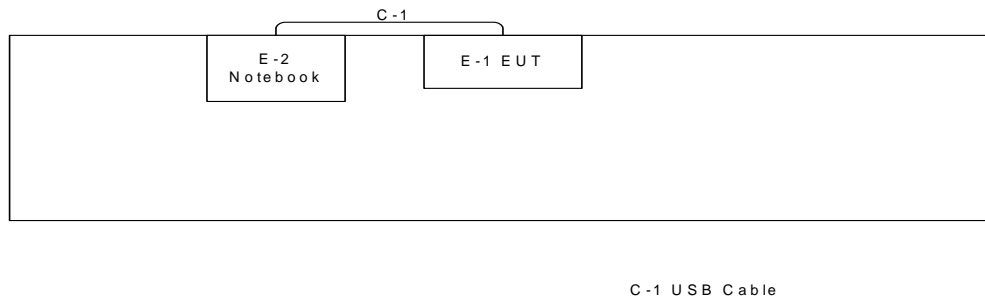 C-1
E-2
Notebook
E-1 EUT
C-1 USB Cable